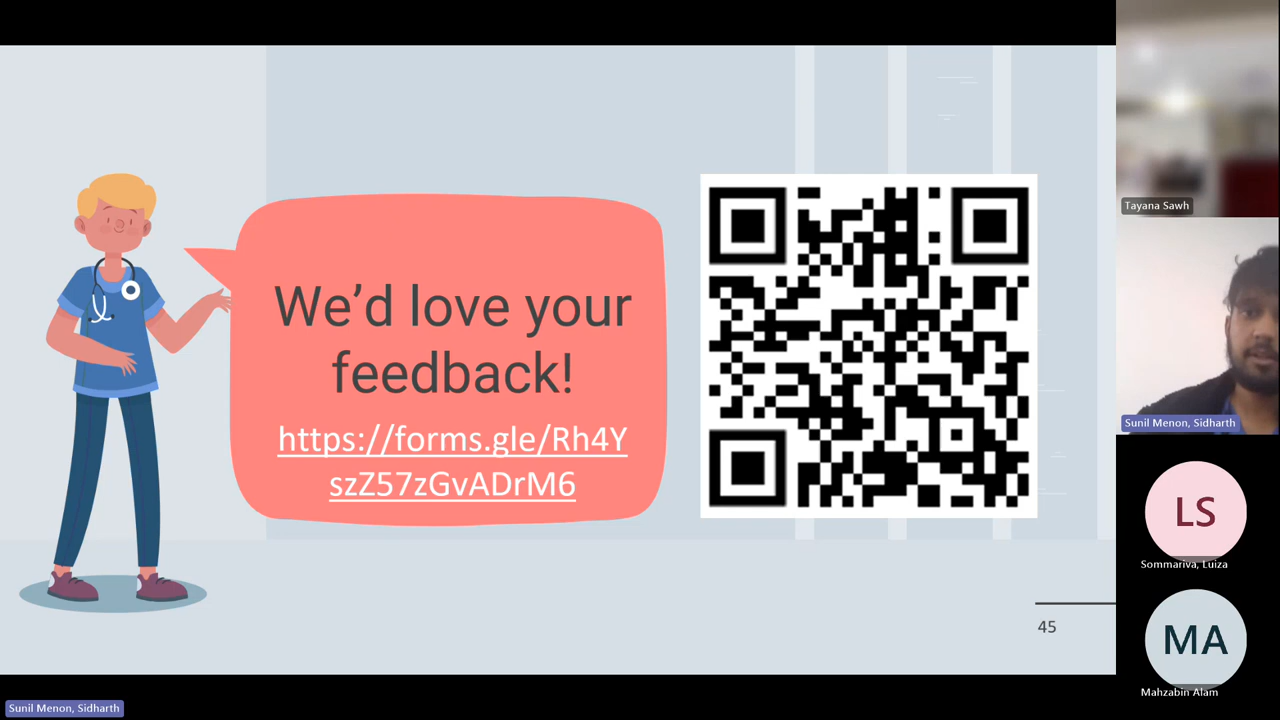 We’d love your
feedback!
https://forms.gle/Rh4Y
szZ57zGvADrM6
45
Tayana Sawh
Sunil Menon, Sidharth
LS
Sommariva, Luiza
MA
Mahzabin Alam
Sunil Menon, Sidharth